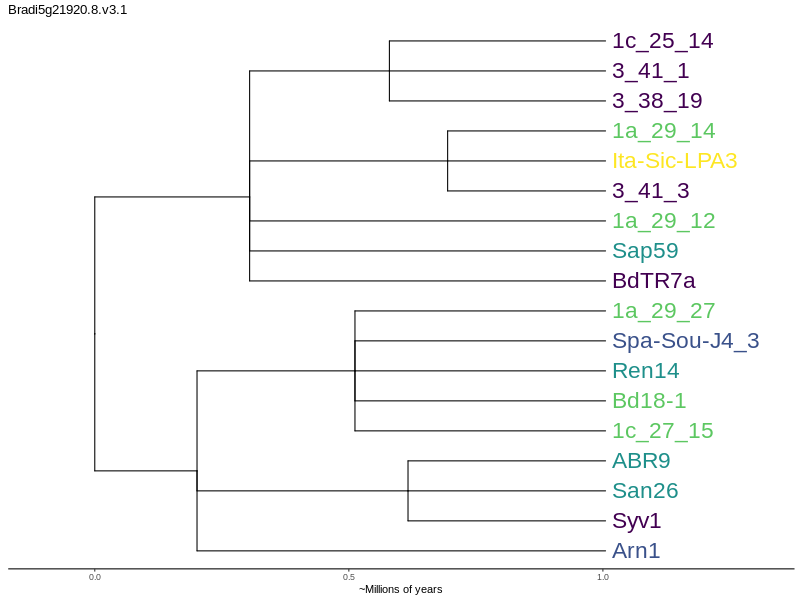 Bradi5g21920.8.v3.1
1c_25_14
3_41_1
3_38_19
1a_29_14
Ita-Sic-LPA3
3_41_3
1a_29_12
Sap59
BdTR7a
1a_29_27
Spa-Sou-J4_3
Ren14
Bd18-1
1c_27_15
ABR9
San26
Syv1
Arn1
0.0 0.5 1.0
~Millions of years